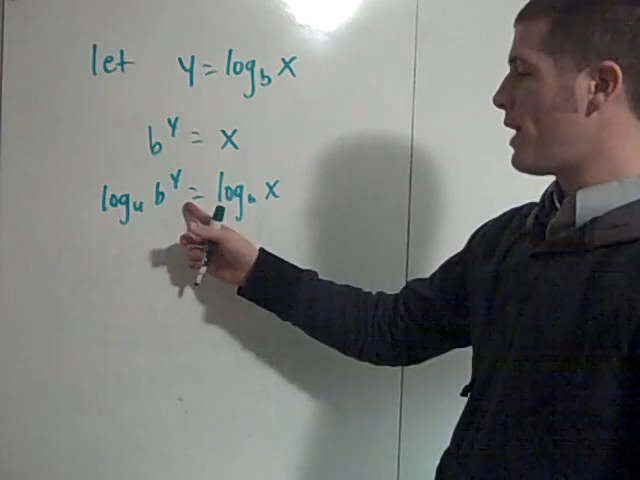 let y = log_b x
b^y = x
log_a b^y = log_a x